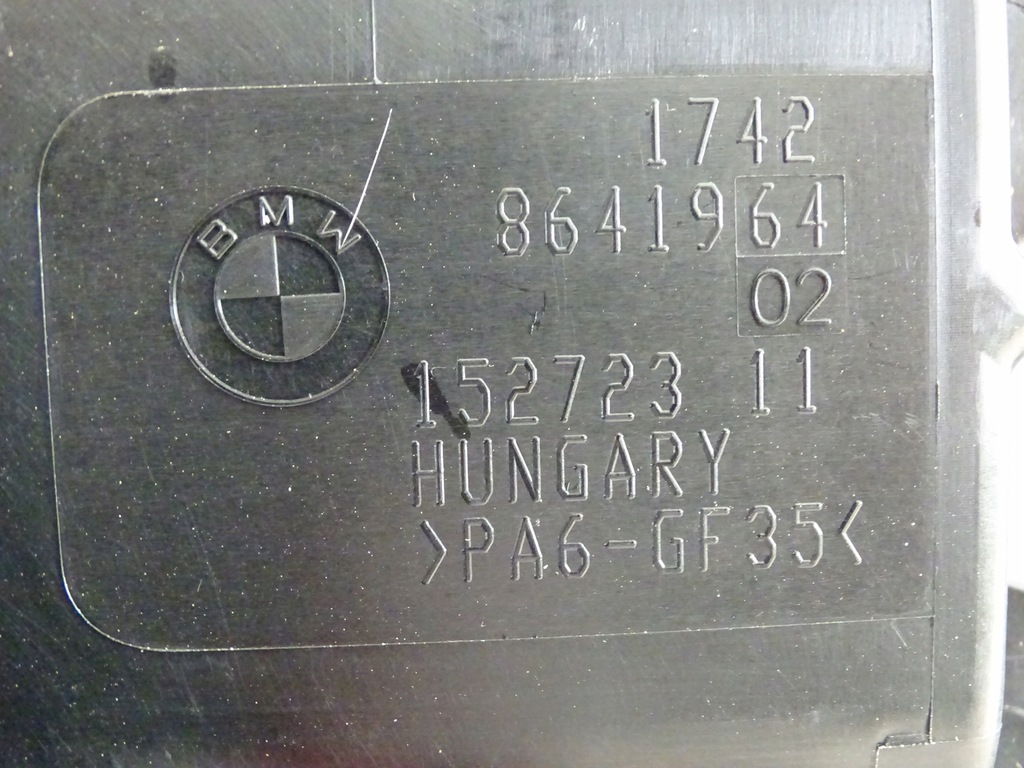 BMW
1742
8641964
02
152723 11
HUNGARY
>PA6-GF35<